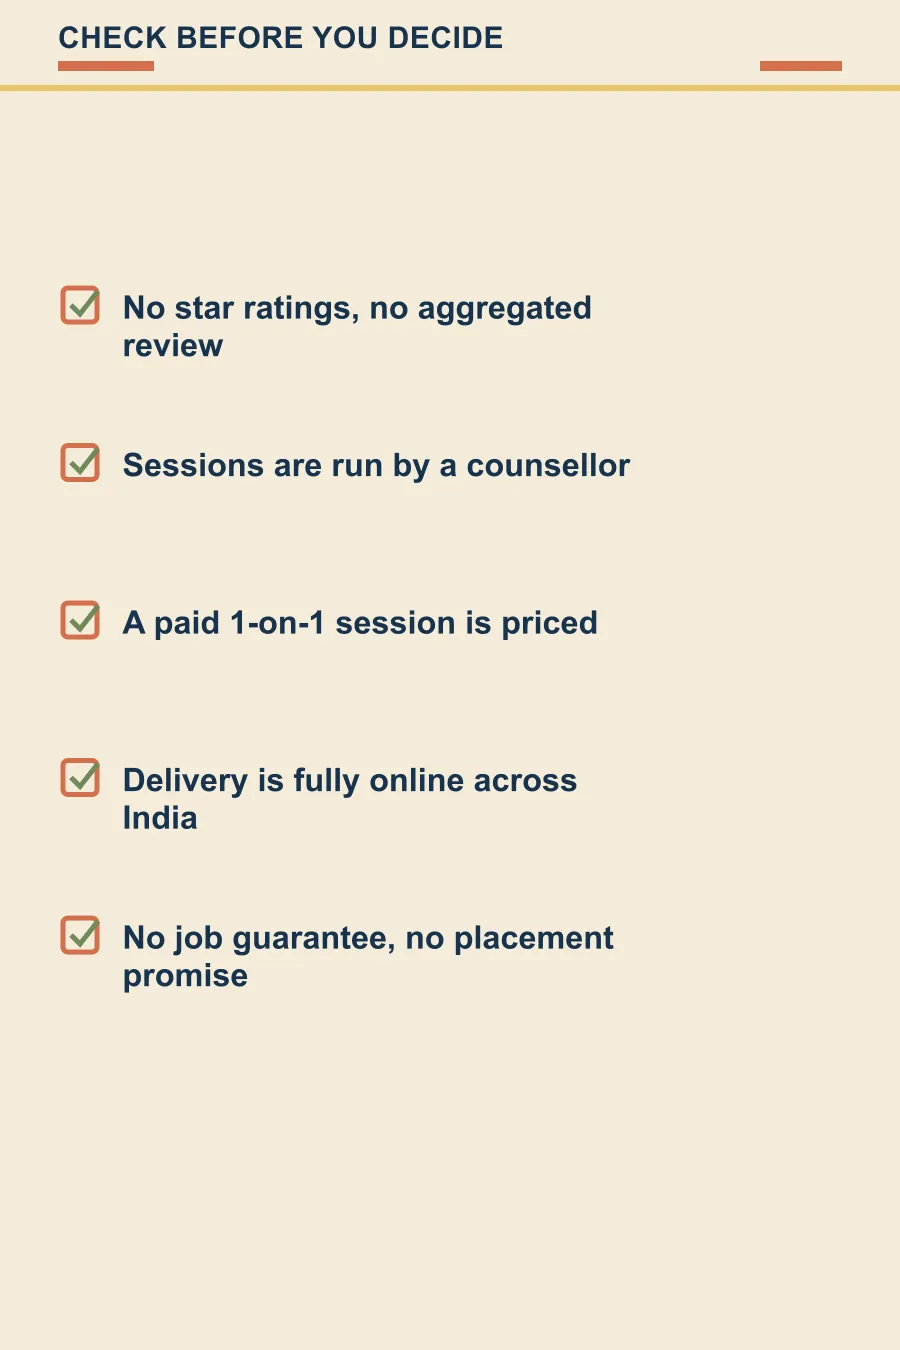 CHECK BEFORE YOU DECIDE
No star ratings, no aggregated
review
Sessions are run by a counsellor
A paid 1-on-1 session is priced
Delivery is fully online across
India
No job guarantee, no placement
promise